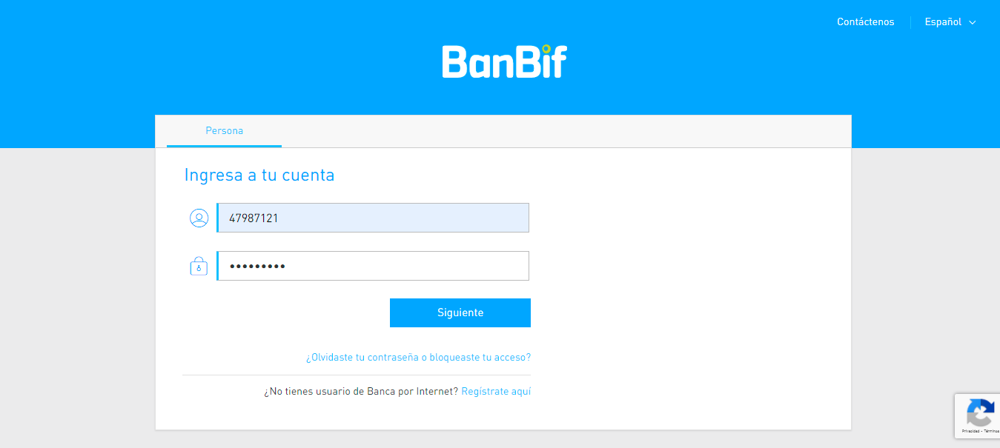 Contáctenos
Español
BanBif
Persona
Ingresa a tu cuenta
47987121
•••••••••
Siguiente
¿Olvidaste tu contraseña o bloqueaste tu acceso?
¿No tienes usuario de Banca por Internet? Regístrate aquí
Privacidad - Términos